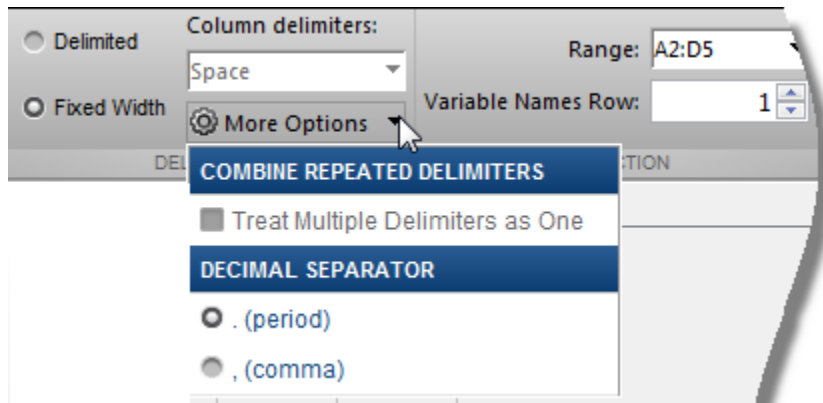 Delimited
Column delimiters:
Space
Fixed Width
More Options
Range: A2:D5
Variable Names Row: 1
COMBINE REPEATED DELIMITERS
Treat Multiple Delimiters as One
DECIMAL SEPARATOR
. (period)
, (comma)